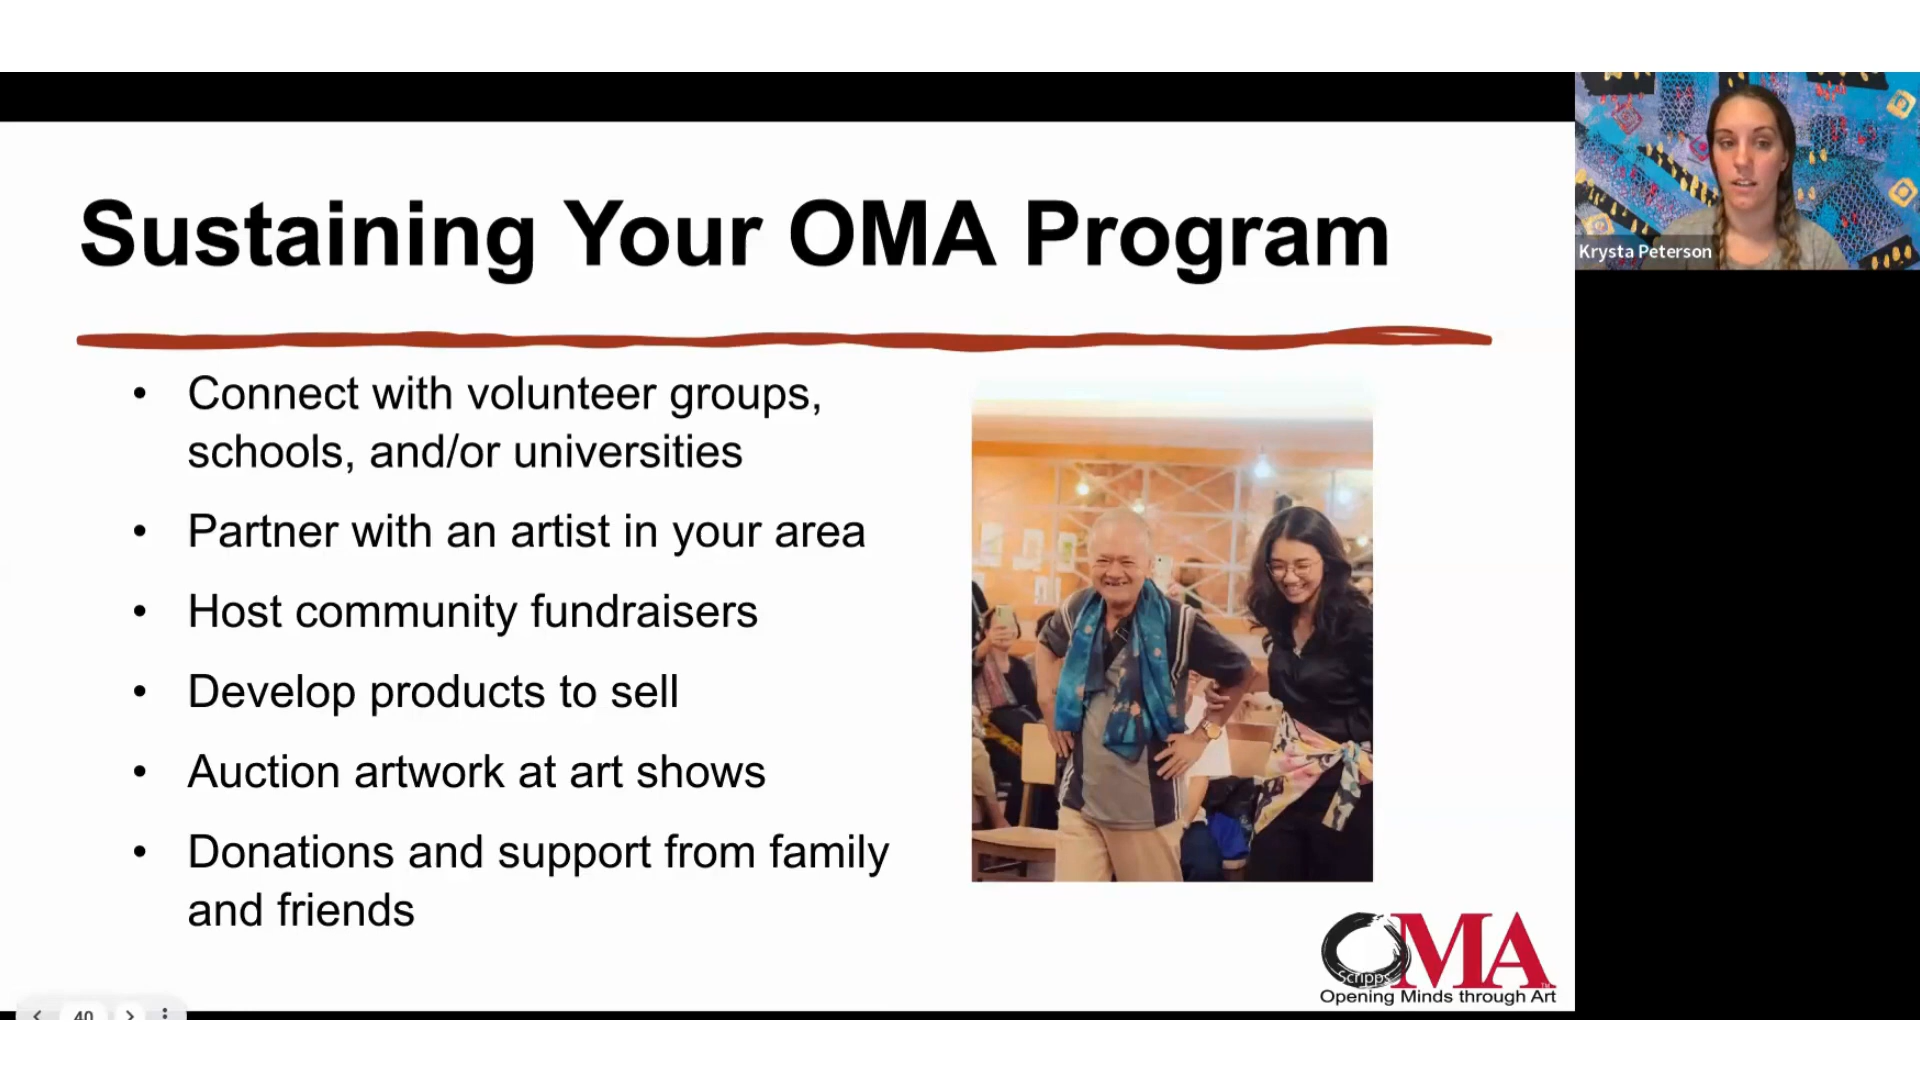 Sustaining Your OMA Program
• Connect with volunteer groups,
schools, and/or universities
• Partner with an artist in your area
• Host community fundraisers
• Develop products to sell
• Auction artwork at art shows
• Donations and support from family
and friends
OMA
Scripps
TM
Opening Minds through Art
40
Krysta Peterson